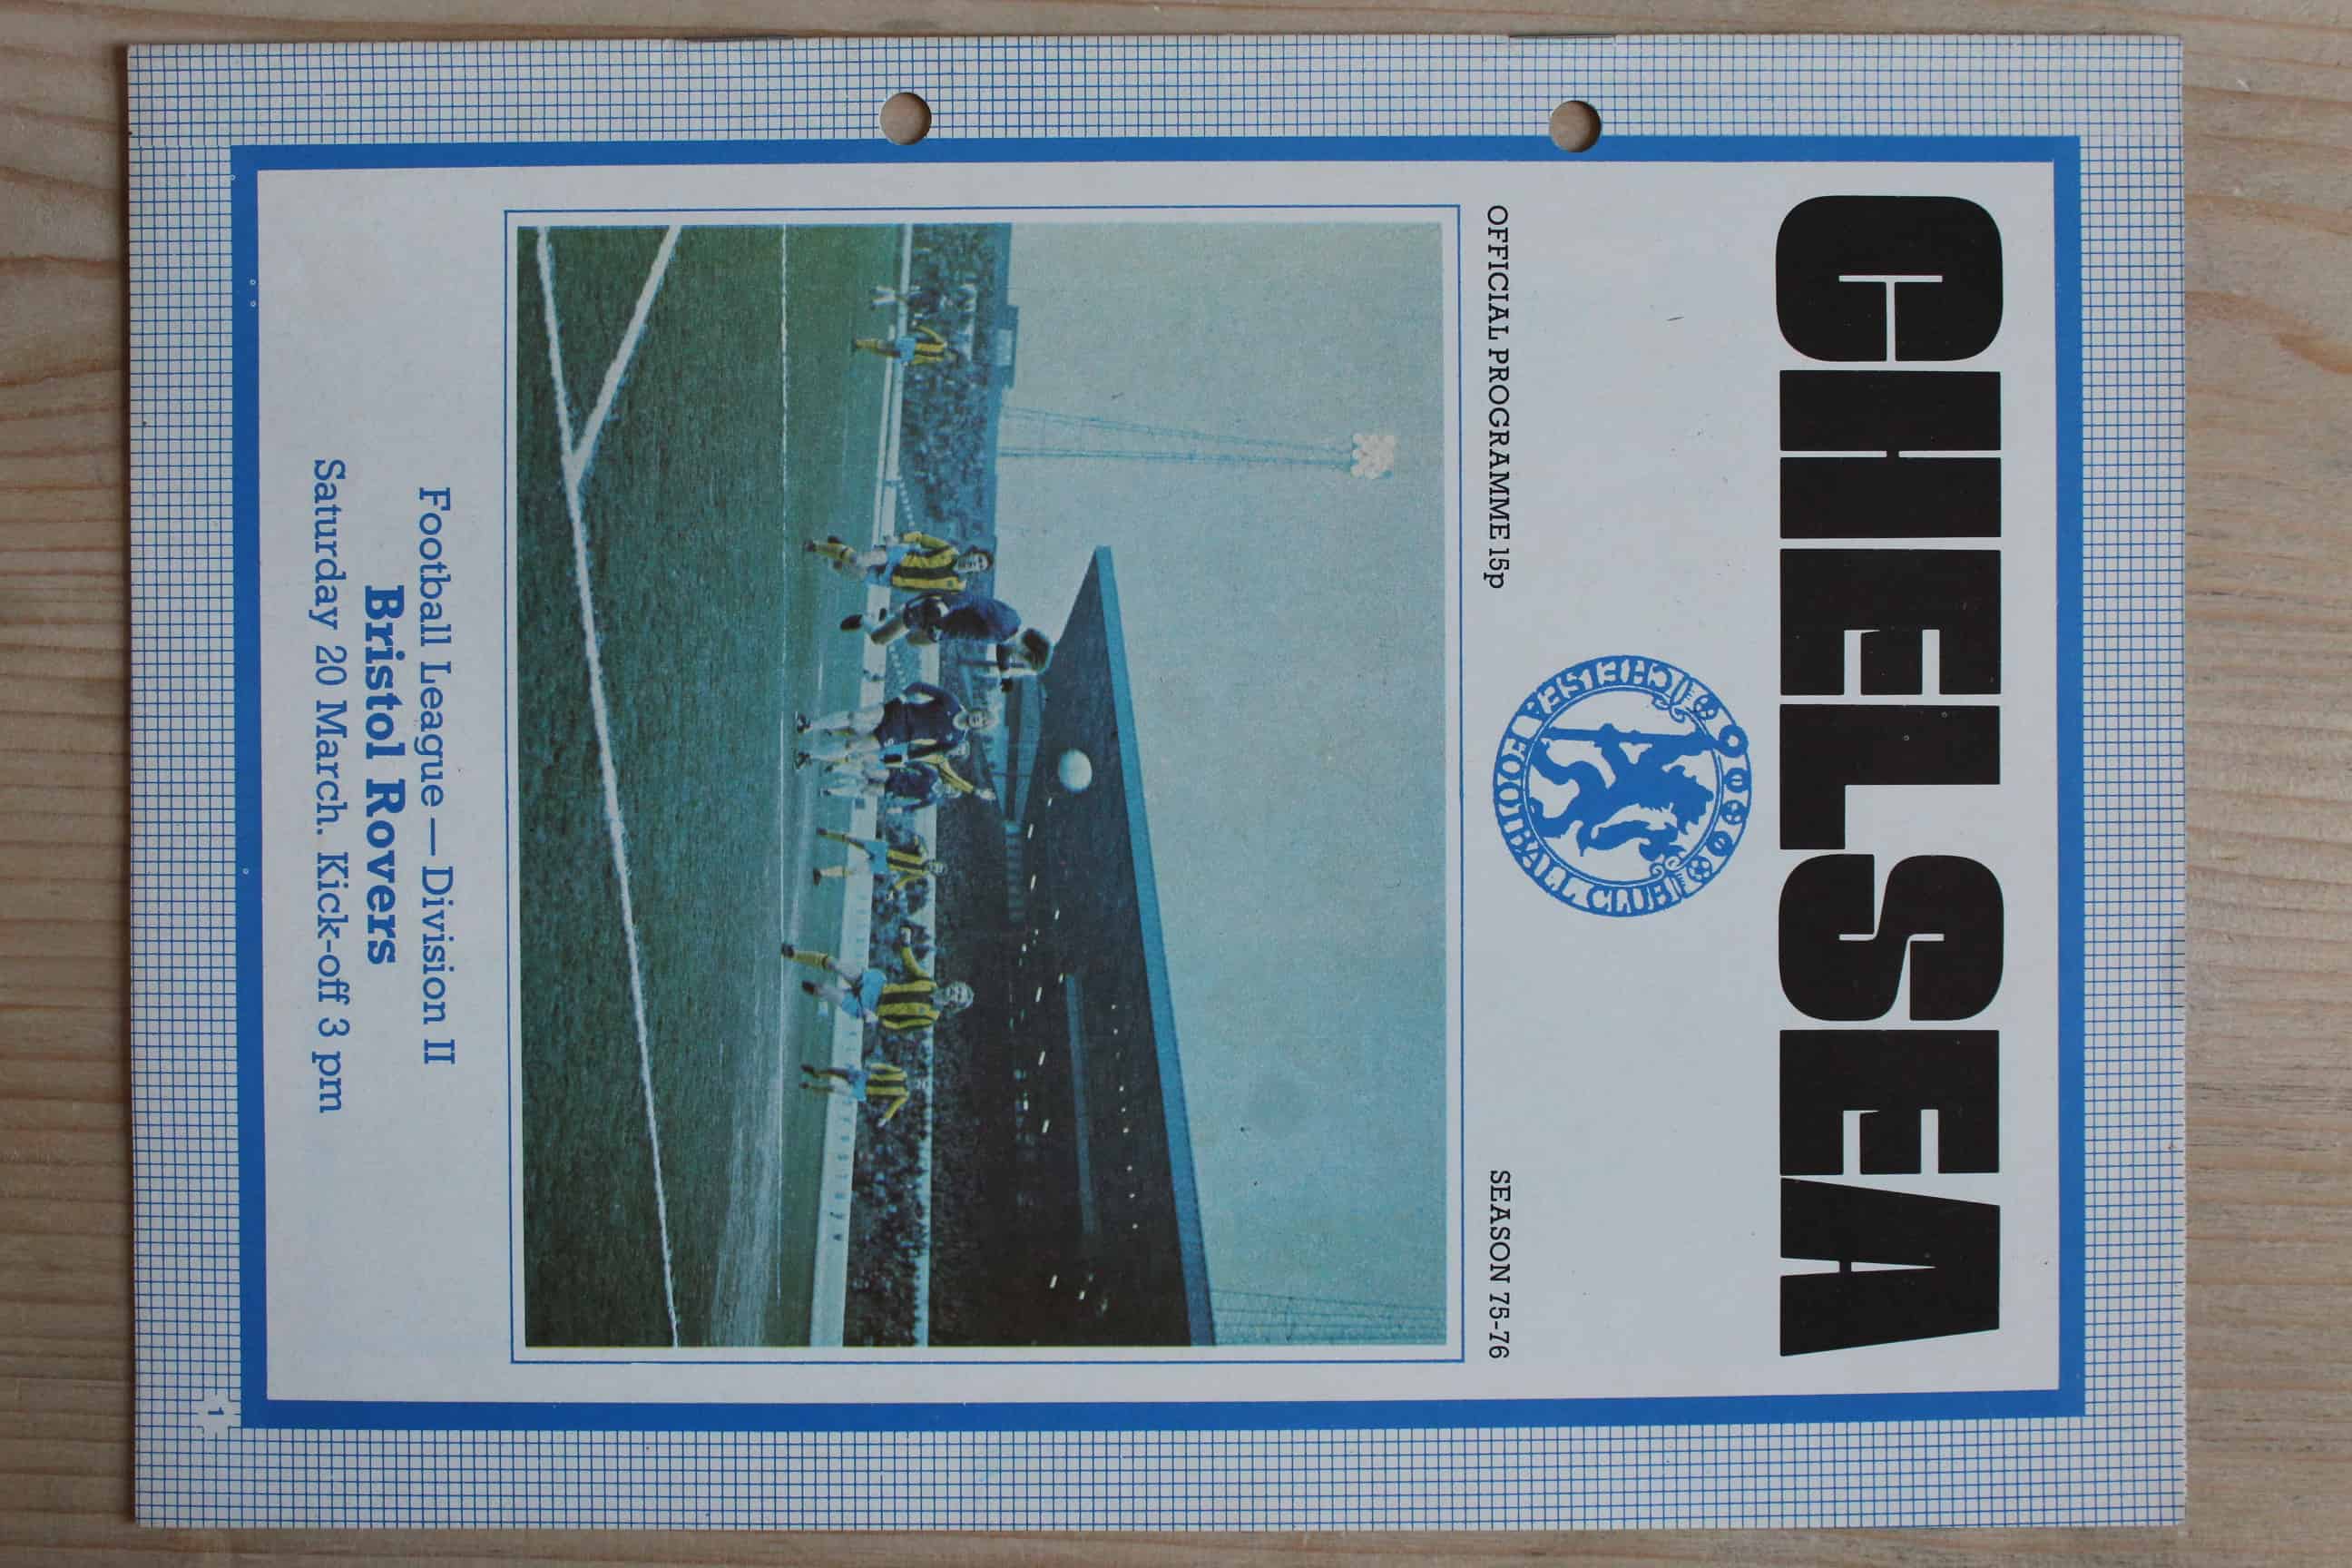 CHELSEA
CHELSEA FOOTBALL CLUB
OFFICIAL PROGRAMME 15p
SEASON 75-76
Football League — Division II
Bristol Rovers
Saturday 20 March. Kick-off 3 pm
1